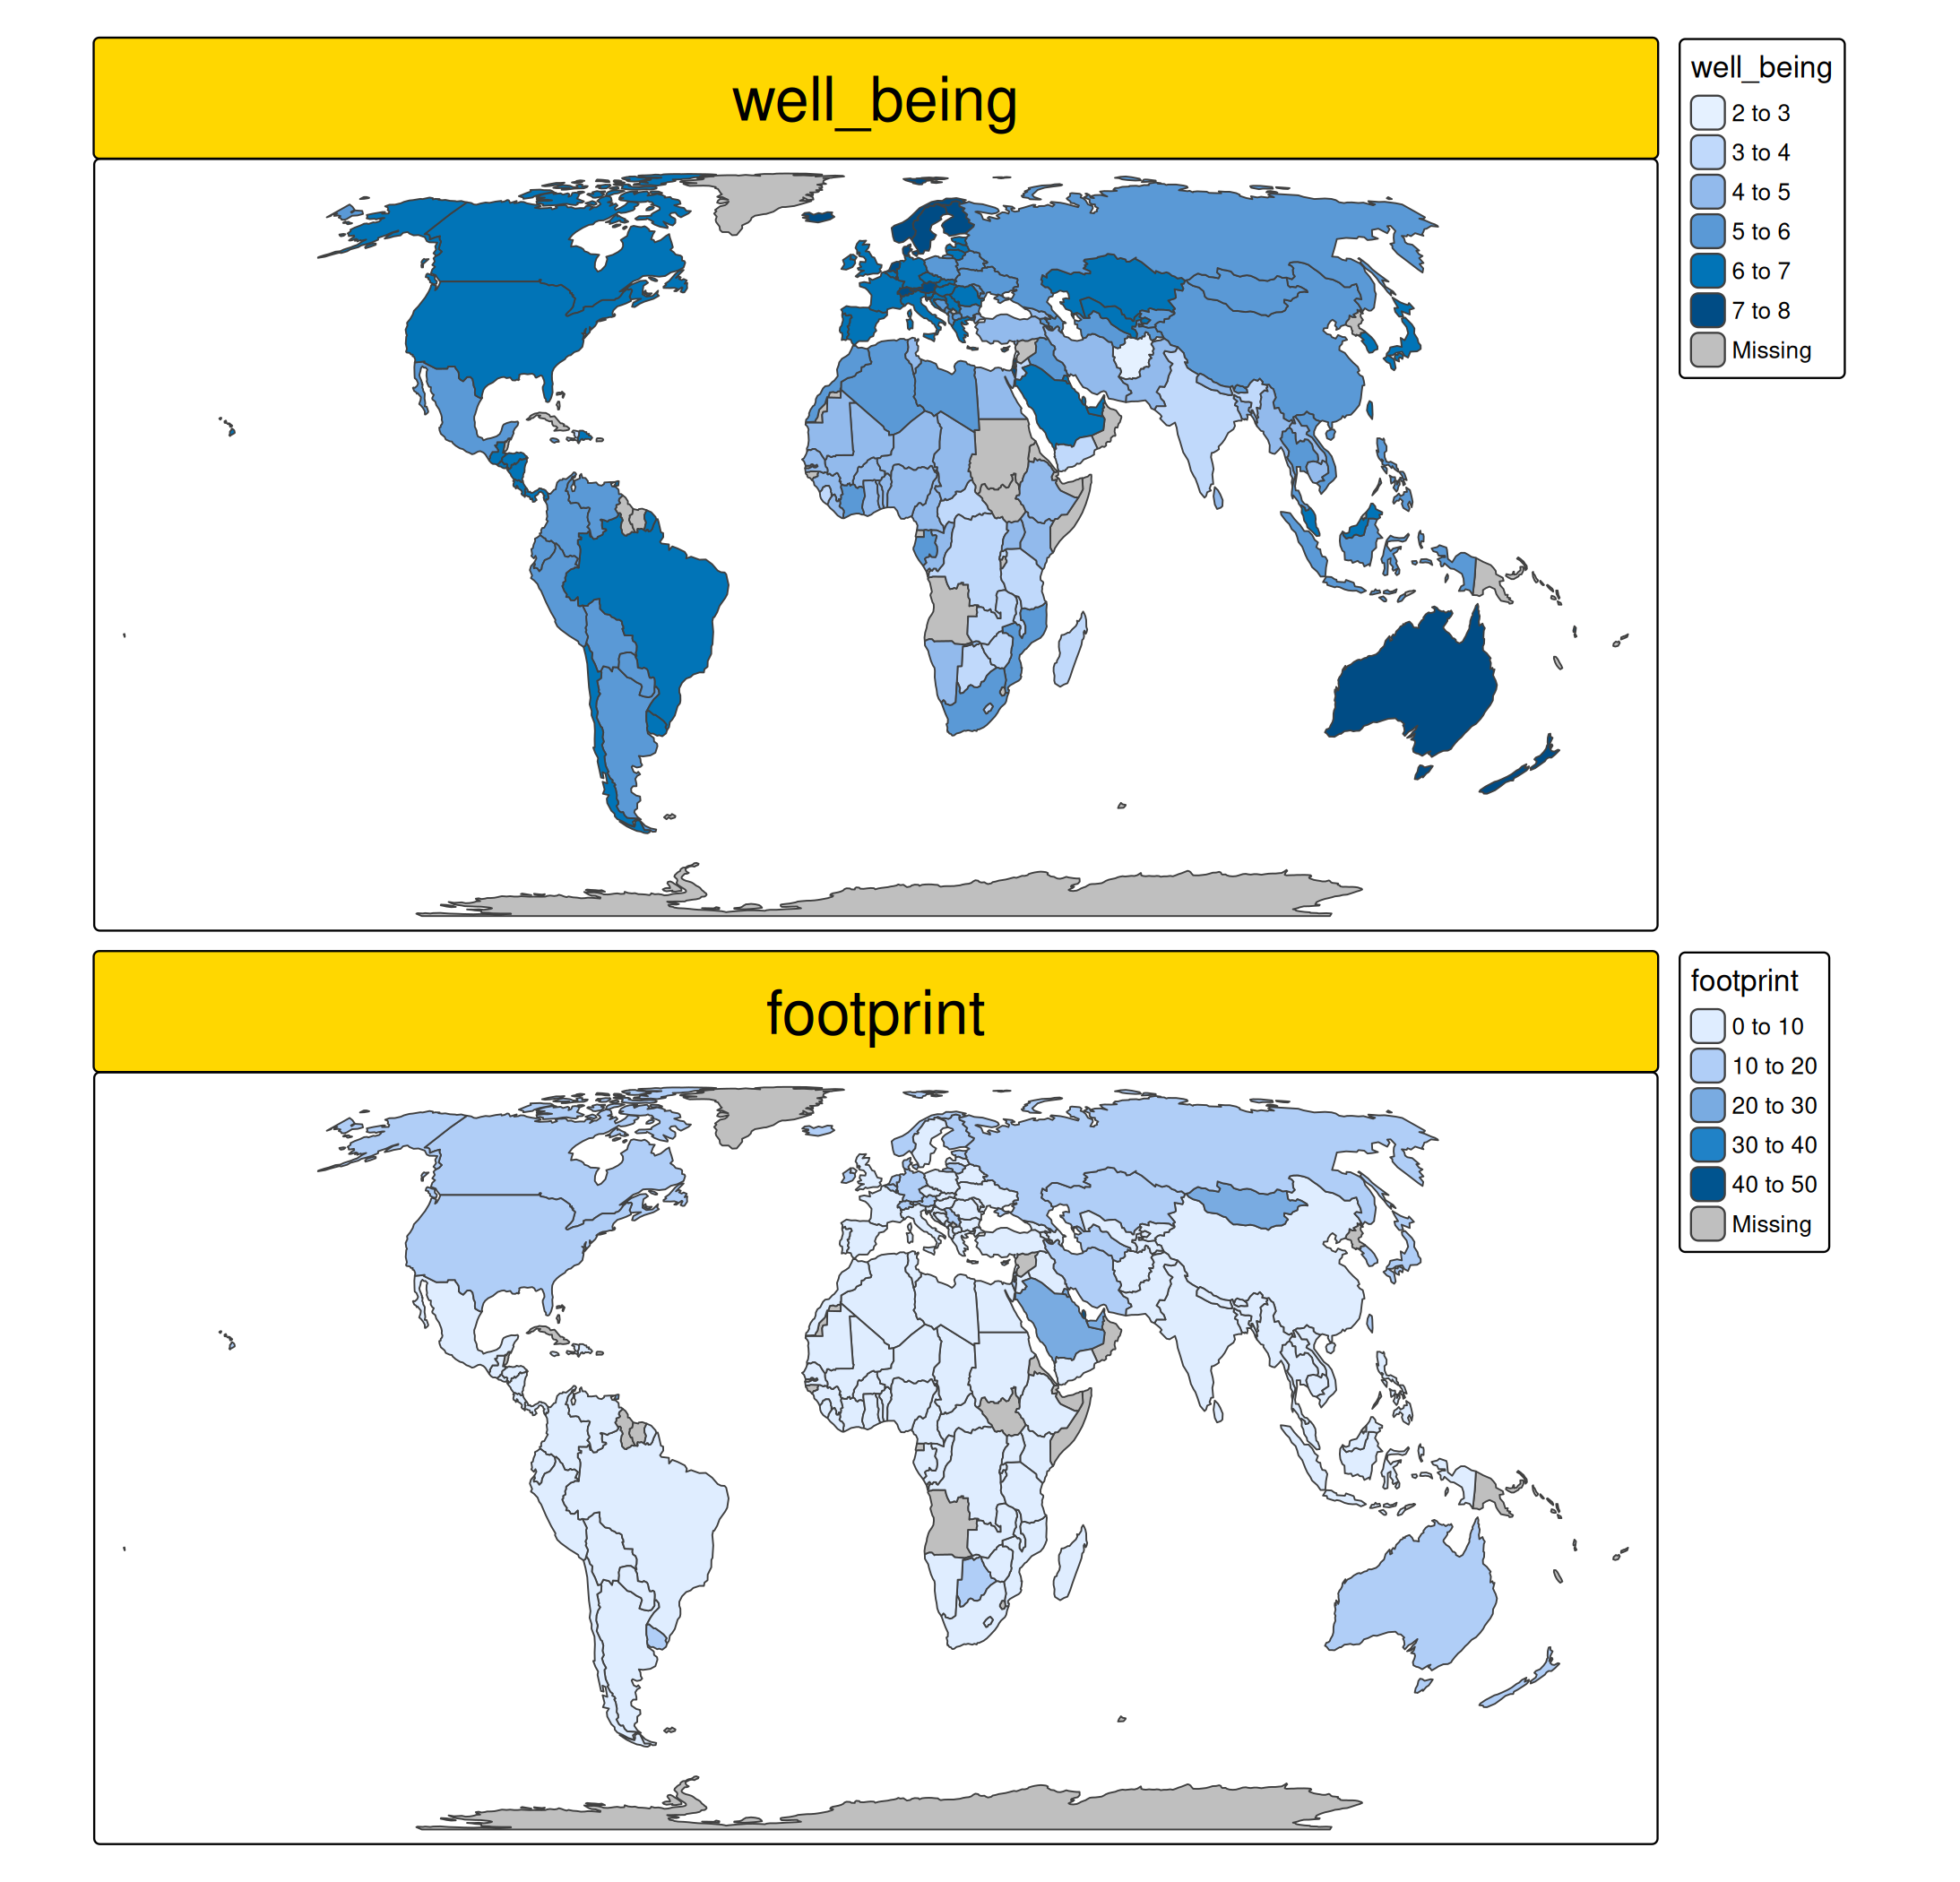 well_being
well_being
2 to 3
3 to 4
4 to 5
5 to 6
6 to 7
7 to 8
Missing
footprint
footprint
0 to 10
10 to 20
20 to 30
30 to 40
40 to 50
Missing